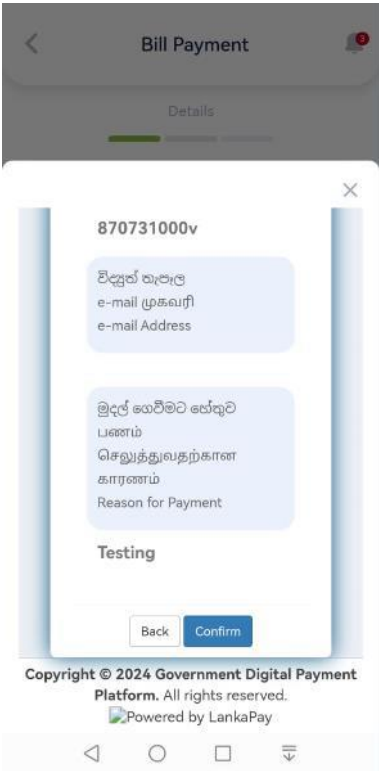 Bill Payment
3
Details
870731000v
විද්‍යුත් තැපෑල
e-mail முகவரி
e-mail Address
මුදල් ගෙවීමට හේතුව
பணம்
செலுத்துவதற்கான
காரணம்
Reason for Payment
Testing
Back Confirm
Copyright © 2024 Government Digital Payment
Platform. All rights reserved.
Powered by LankaPay